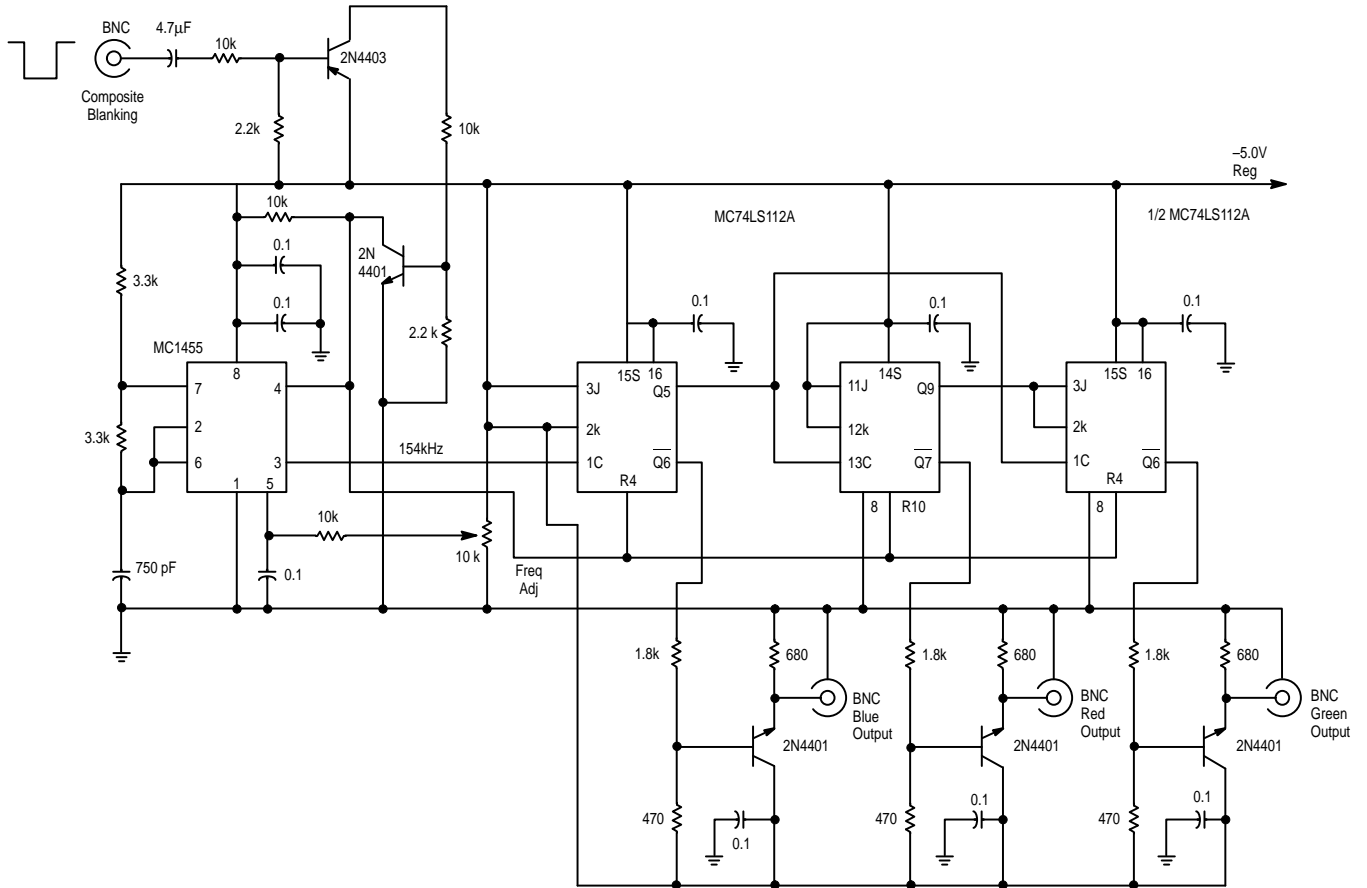 BNC
4.7µF
10k
2N4403
Composite
Blanking
2.2k
10k
–5.0V
Reg
10k
MC74LS112A
1/2 MC74LS112A
0.1
2N
4401
3.3k
0.1
2.2 k
0.1
0.1
0.1
MC1455
8
7
4
2
6
3
1
5
3.3k
154kHz
15S
16
3J
Q5
2k
1C
Q6
R4
14S
11J
Q9
12k
13C
Q7
8
R10
15S
16
3J
2k
1C
Q6
R4
8
10k
10 k
Freq
Adj
750 pF
0.1
1.8k
680
1.8k
680
1.8k
680
BNC
Blue
Output
BNC
Red
Output
BNC
Green
Output
2N4401
2N4401
2N4401
470
0.1
470
0.1
470
0.1